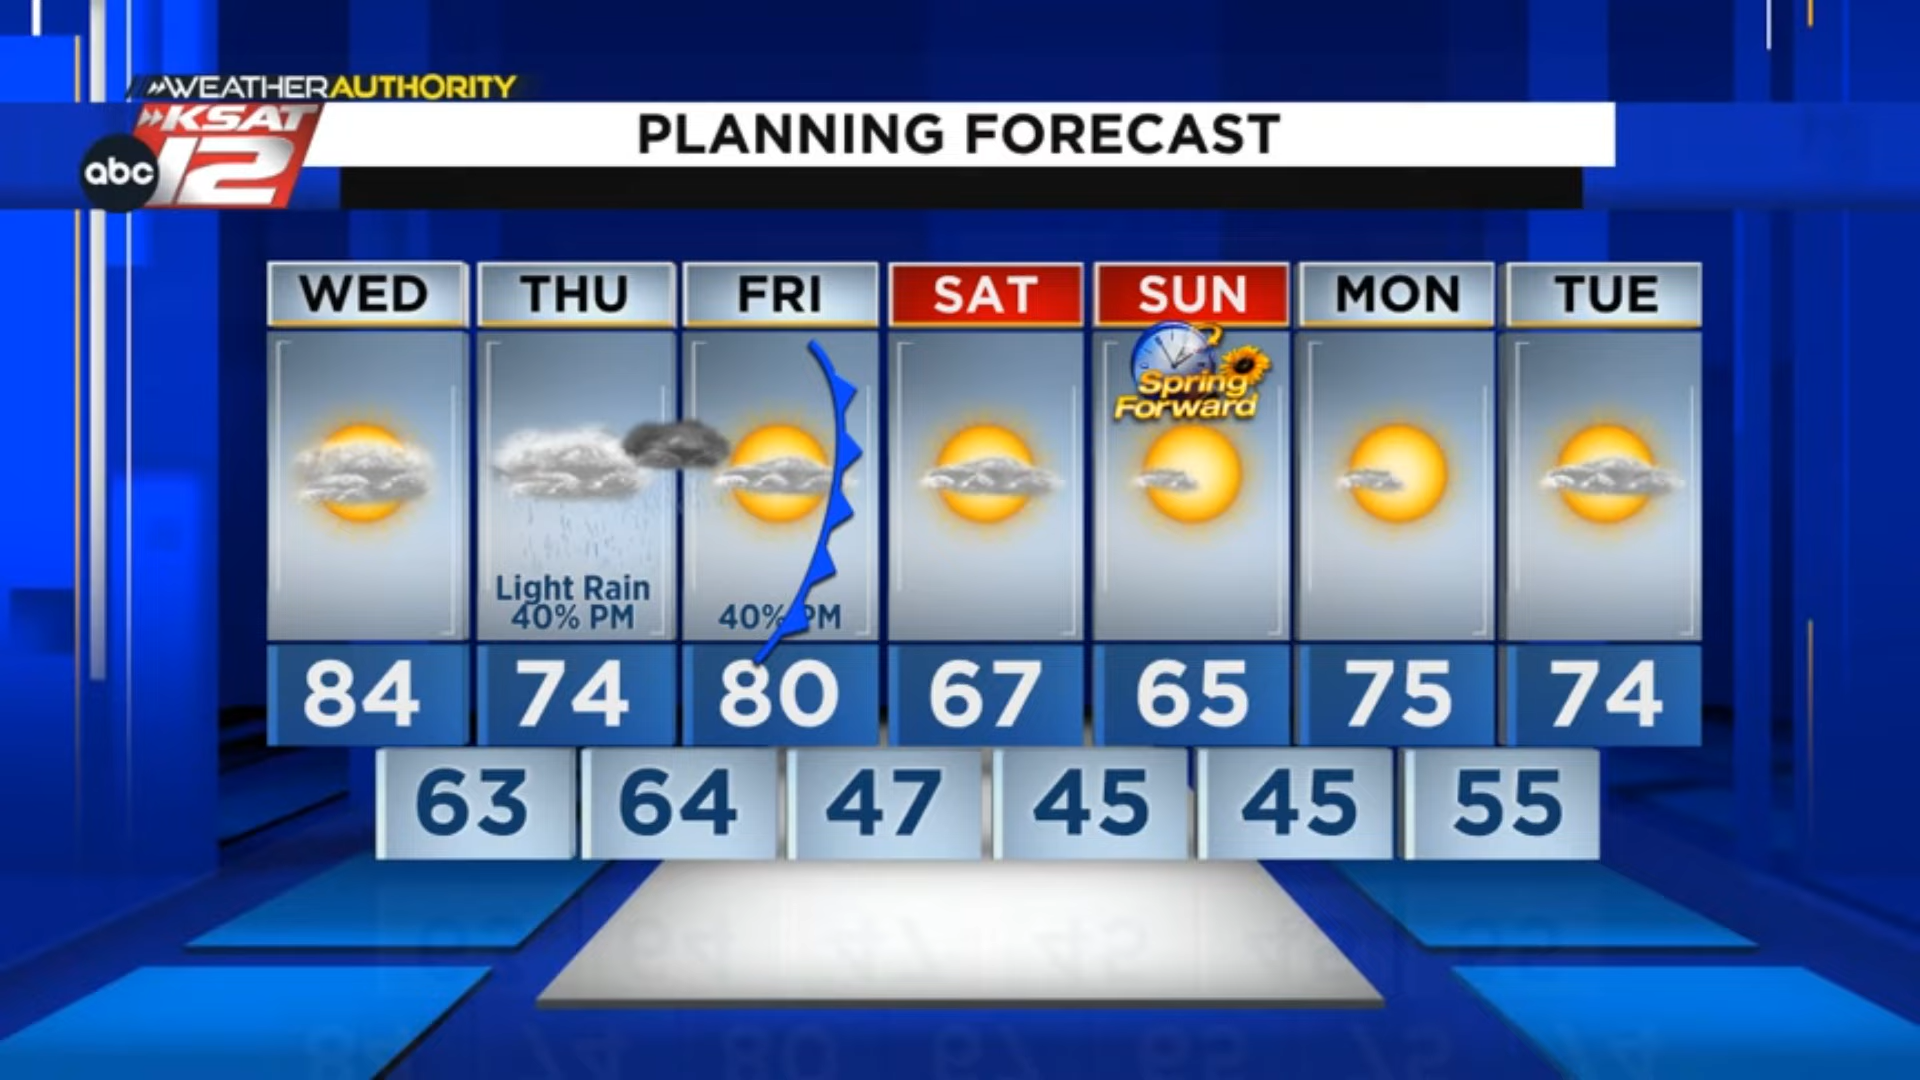 WEATHERAUTHORITY
KSAT
12
abc
PLANNING FORECAST
WED THU FRI SAT SUN MON TUE
Spring
Forward
Light Rain
40% PM 40% PM
84 74 80 67 65 75 74
63 64 47 45 45 55